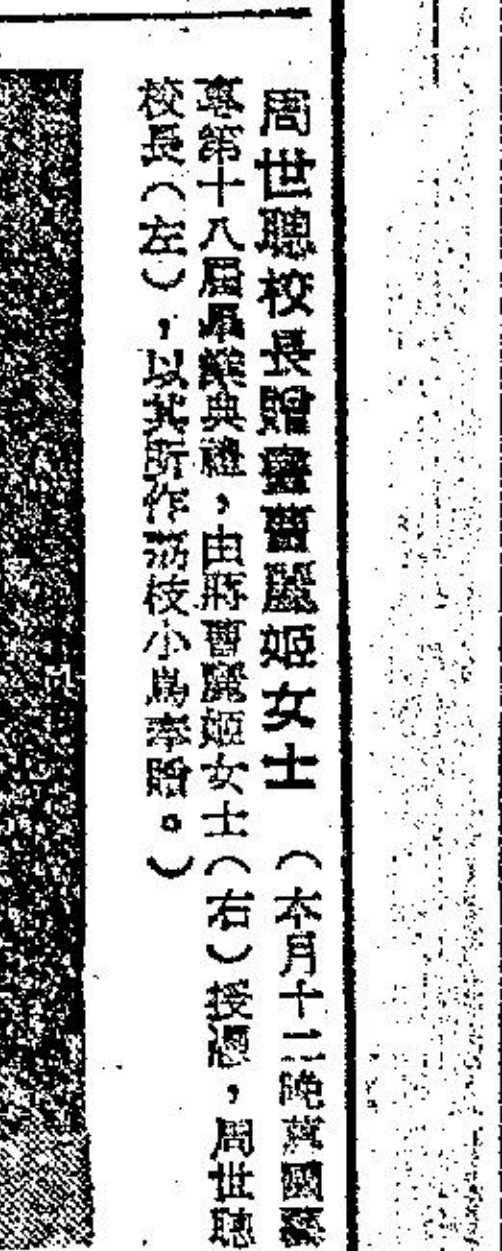 周世聰校長贈畫曹麗姬女士(本月十二晚萬國藝
專第十八届畢業典禮,由蔣曹麗姬女士(右)授憑,周世聰
校長(左),以其所作荔枝小鳥奉贈。)